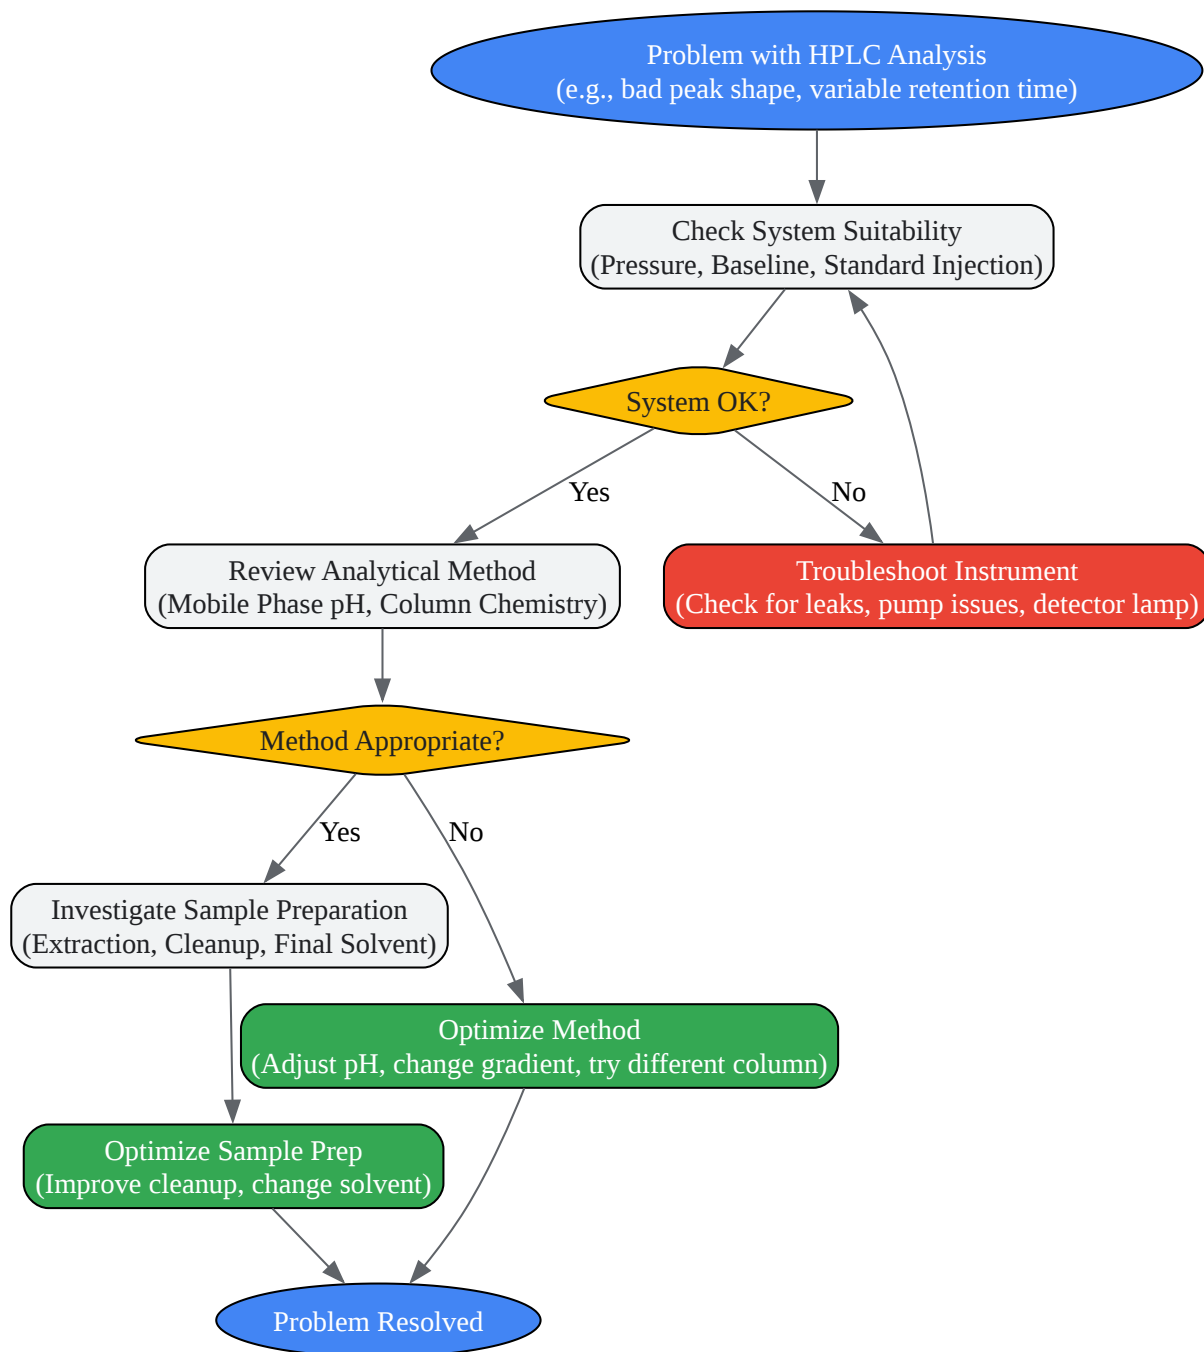 Problem with HPLC Analysis
(e.g., bad peak shape, variable retention time)
Check System Suitability
(Pressure, Baseline, Standard Injection)
System OK?
Yes
No
Review Analytical Method
(Mobile Phase pH, Column Chemistry)
Troubleshoot Instrument
(Check for leaks, pump issues, detector lamp)
Method Appropriate?
Yes
No
Investigate Sample Preparation
(Extraction, Cleanup, Final Solvent)
Optimize Method
(Adjust pH, change gradient, try different column)
Optimize Sample Prep
(Improve cleanup, change solvent)
Problem Resolved